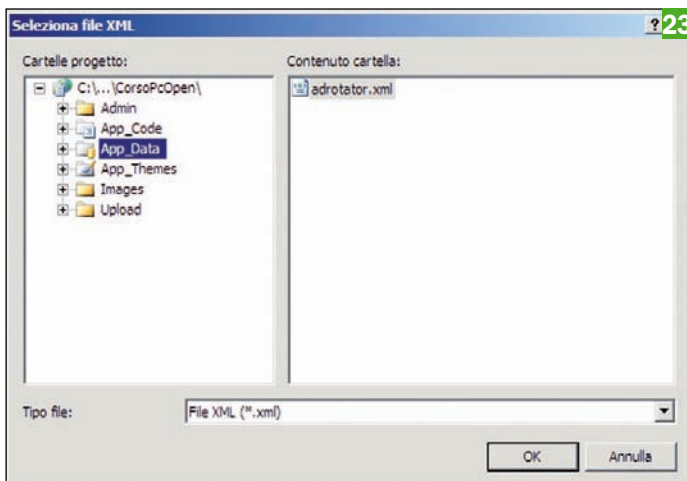 Seleziona file XML
?
23
Cartelle progetto:
C:\...\CorsoPcOpen\
Admin
App_Code
App_Data
App_Themes
Images
Upload
Contenuto cartella:
adrotator.xml
Tipo file:
File XML (*.xml)
OK
Annulla